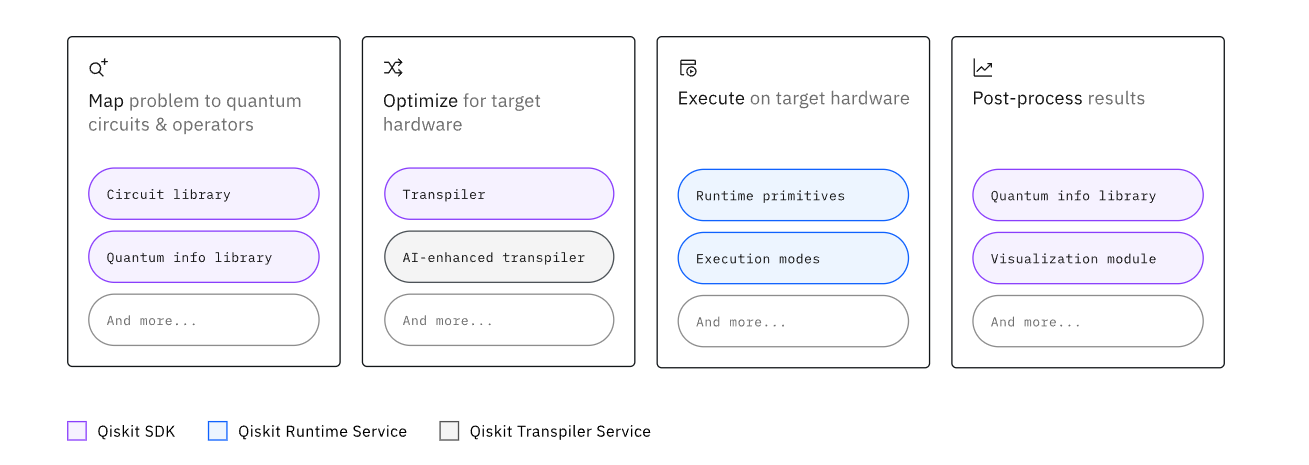 Map problem to quantum
circuits & operators
Circuit library
Quantum info library
And more...
Optimize for target
hardware
Transpiler
AI-enhanced transpiler
And more...
Execute on target hardware
Runtime primitives
Execution modes
And more...
Post-process results
Quantum info library
Visualization module
And more...
Qiskit SDK
Qiskit Runtime Service
Qiskit Transpiler Service